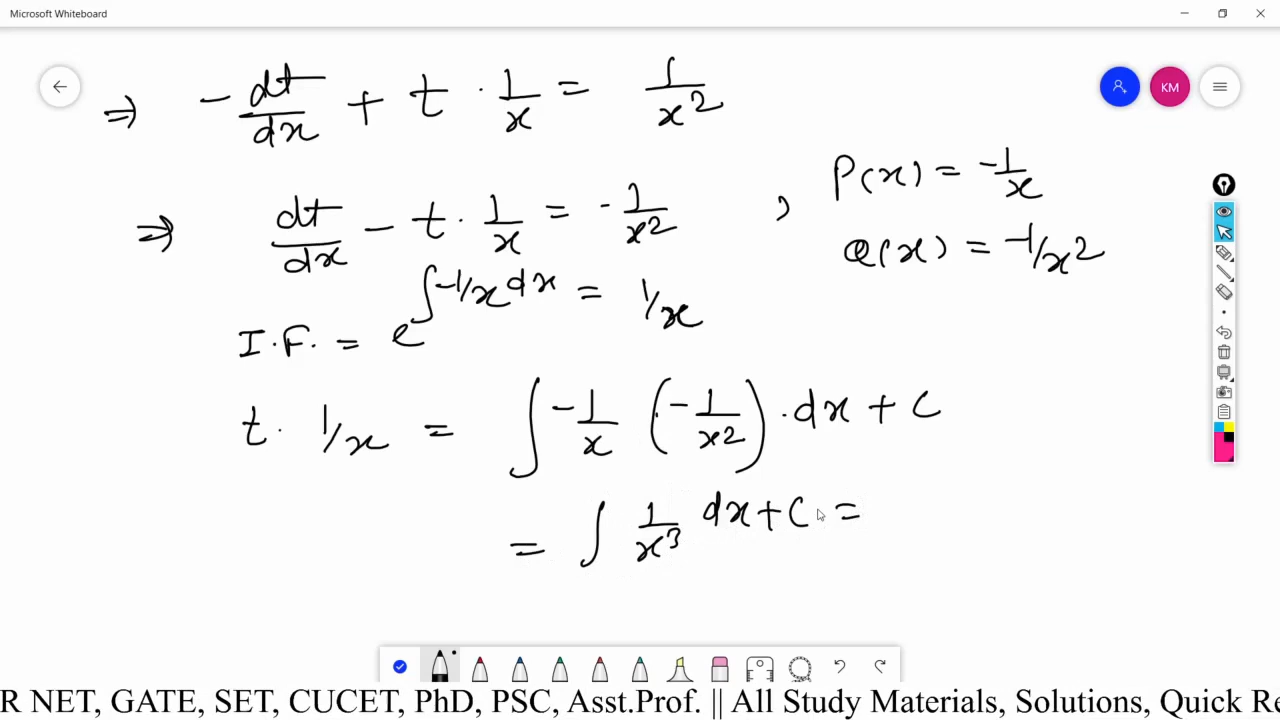 Microsoft Whiteboard
KM
⇒ -dt/dx + t · 1/x = 1/x²
⇒ dt/dx - t · 1/x = -1/x² , P(x) = -1/x
Q(x) = -1/x²
I.F. = e^∫-1/x dx = 1/x
t · 1/x = ∫ -1/x (-1/x²) · dx + C
= ∫ 1/x³ dx + C =
R NET, GATE, SET, CUCET, PhD, PSC, Asst.Prof. || All Study Materials, Solutions, Quick Re